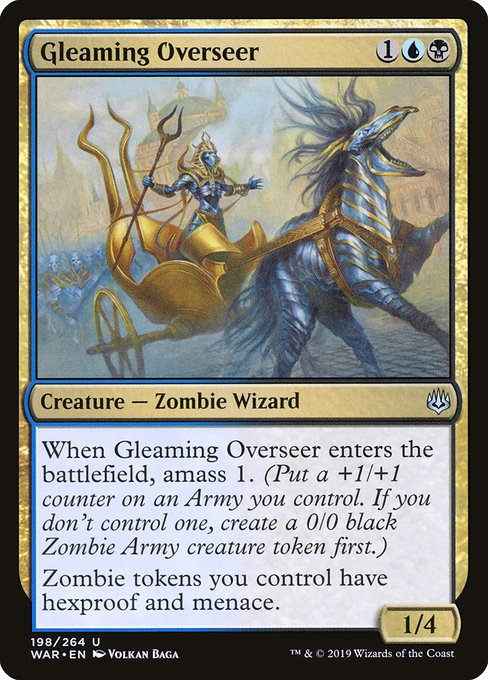 Gleaming Overseer 1
Creature — Zombie Wizard
When Gleaming Overseer enters the
battlefield, amass 1. (Put a +1/+1
counter on an Army you control. If you
don't control one, create a 0/0 black
Zombie Army creature token first.)
Zombie tokens you control have
hexproof and menace.
1/4
198/264 U
WAR • EN Volkan Baga
™ & © 2019 Wizards of the Coast